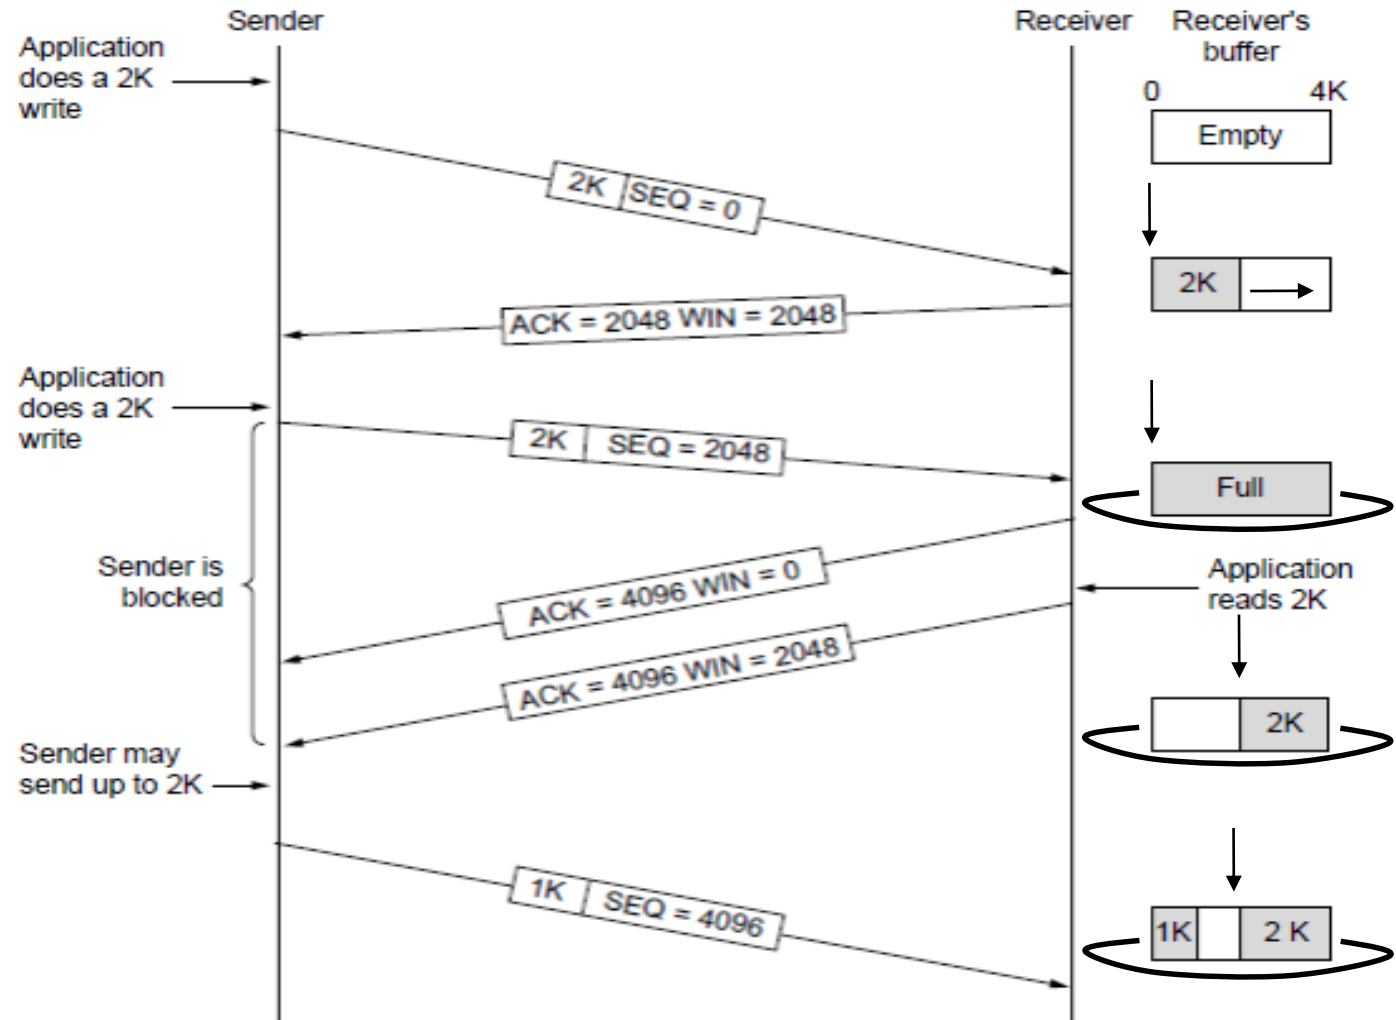 Sender
Receiver
Receiver's
buffer
Application
does a 2K
write
0
4K
Empty
2K
SEQ = 0
2K
ACK = 2048 WIN = 2048
Application
does a 2K
write
2K
SEQ = 2048
Full
Sender is
blocked
ACK = 4096 WIN = 0
Application
reads 2K
ACK = 4096 WIN = 2048
2K
Sender may
send up to 2K
1K
SEQ = 4096
1K
2 K